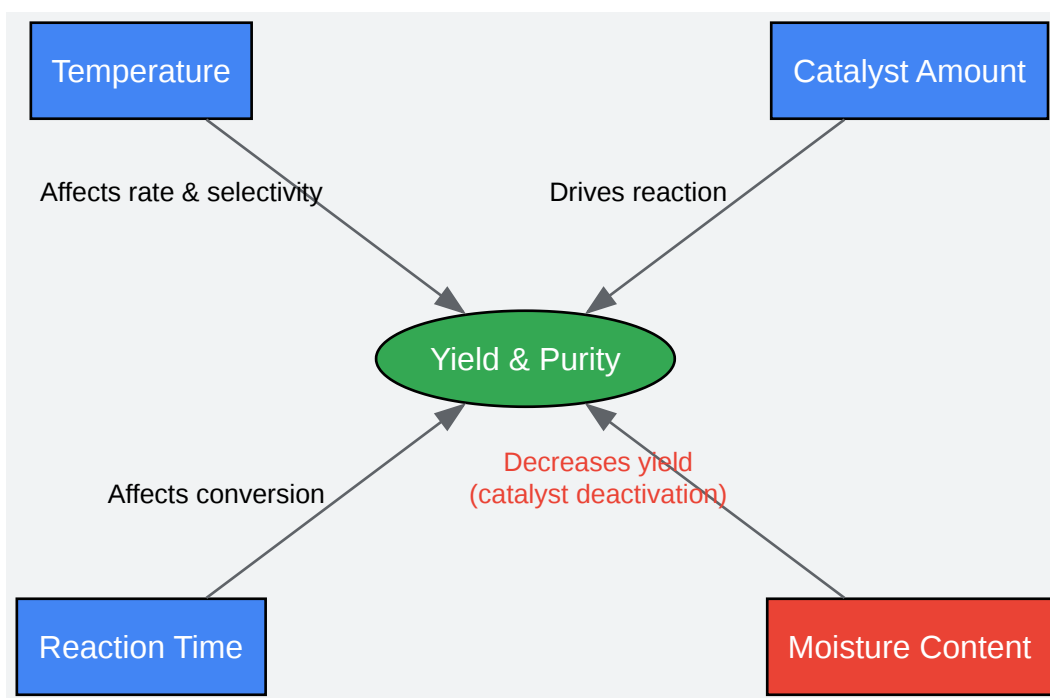 Temperature
Catalyst Amount
Affects rate & selectivity
Drives reaction
Yield & Purity
Decreases yield
(catalyst deactivation)
Affects conversion
Reaction Time
Moisture Content